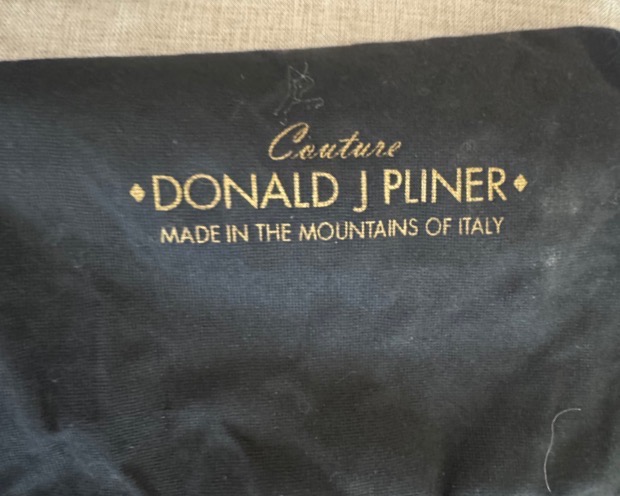 Couture
◆DONALD J PLINER◆
MADE IN THE MOUNTAINS OF ITALY